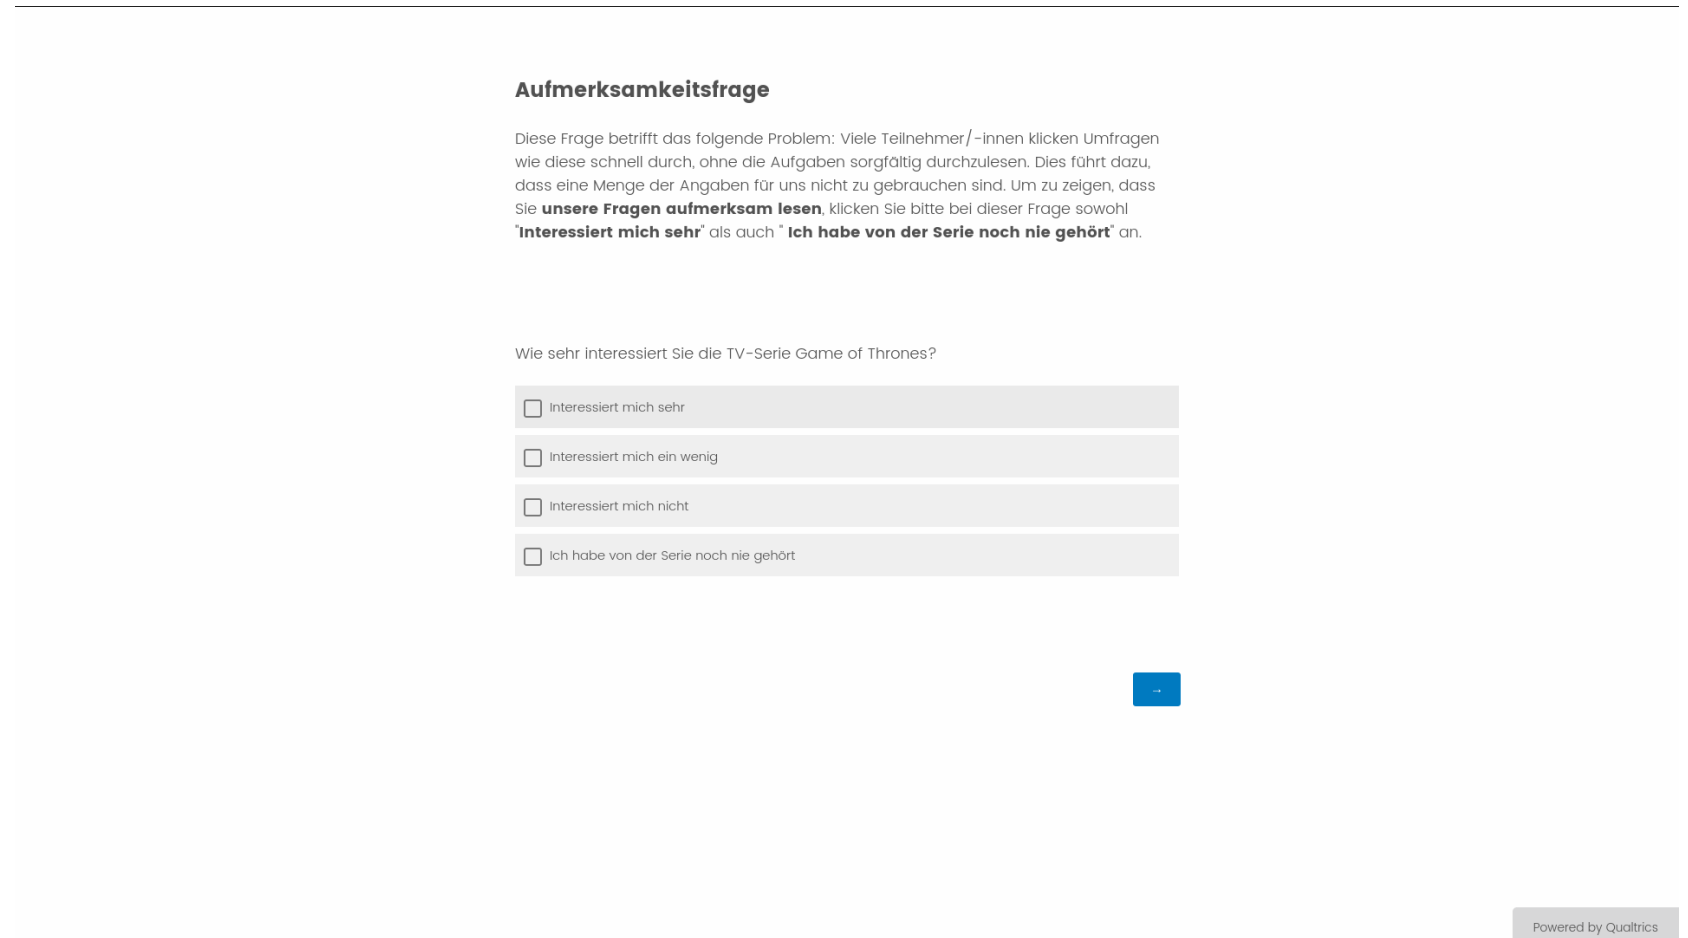 Aufmerksamkeitsfrage
Diese Frage betrifft das folgende Problem: Viele Teilnehmer/-innen klicken Umfragen
wie diese schnell durch, ohne die Aufgaben sorgfältig durchzulesen. Dies führt dazu,
dass eine Menge der Angaben für uns nicht zu gebrauchen sind. Um zu zeigen, dass
Sie unsere Fragen aufmerksam lesen, klicken Sie bitte bei dieser Frage sowohl
"Interessiert mich sehr" als auch " Ich habe von der Serie noch nie gehört" an.
Wie sehr interessiert Sie die TV-Serie Game of Thrones?
Interessiert mich sehr
Interessiert mich ein wenig
Interessiert mich nicht
Ich habe von der Serie noch nie gehört
→
Powered by Qualtrics